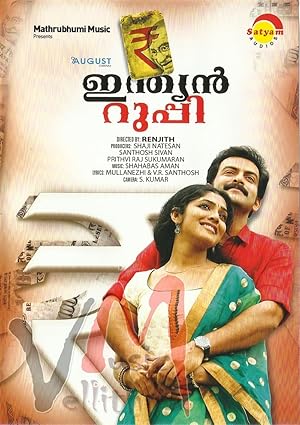 Mathrubhumi Music
Presents
Satyam
AUDIOS
₹
AUGUST
CINEMA
ഇന്ത്യൻ
റുപ്പി
DIRECTED BY: RENJITH
PRODUCERS: SHAJI NATESAN
SANTHOSH SIVAN
PRITHVI RAJ SUKUMARAN
MUSIC: SHAHABAS AMAN
LYRICS: MULLANEZHI & V.R. SANTHOSH
CAMERA: S. KUMAR